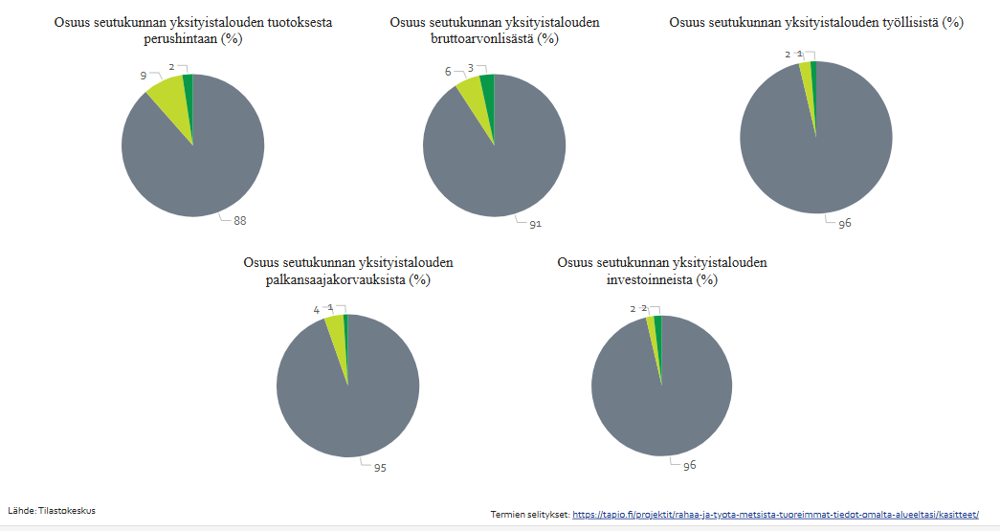 Osuus seutukunnan yksityistalouden tuotoksesta
perushintaan (%)
Osuus seutukunnan yksityistalouden
bruttoarvonlisästä (%)
Osuus seutukunnan yksityistalouden työllisistä (%)
9
2
88
6
3
91
2
1
96
Osuus seutukunnan yksityistalouden
palkansaajakorvauksista (%)
Osuus seutukunnan yksityistalouden
investoinneista (%)
4
1
95
2
2
96
Lähde: Tilastokeskus
Termien selitykset: https://tapio.fi/projektit/rahaa-ja-tyota-metsista-tuoreimmat-tiedot-omalta-alueeltasi/kasitteet/